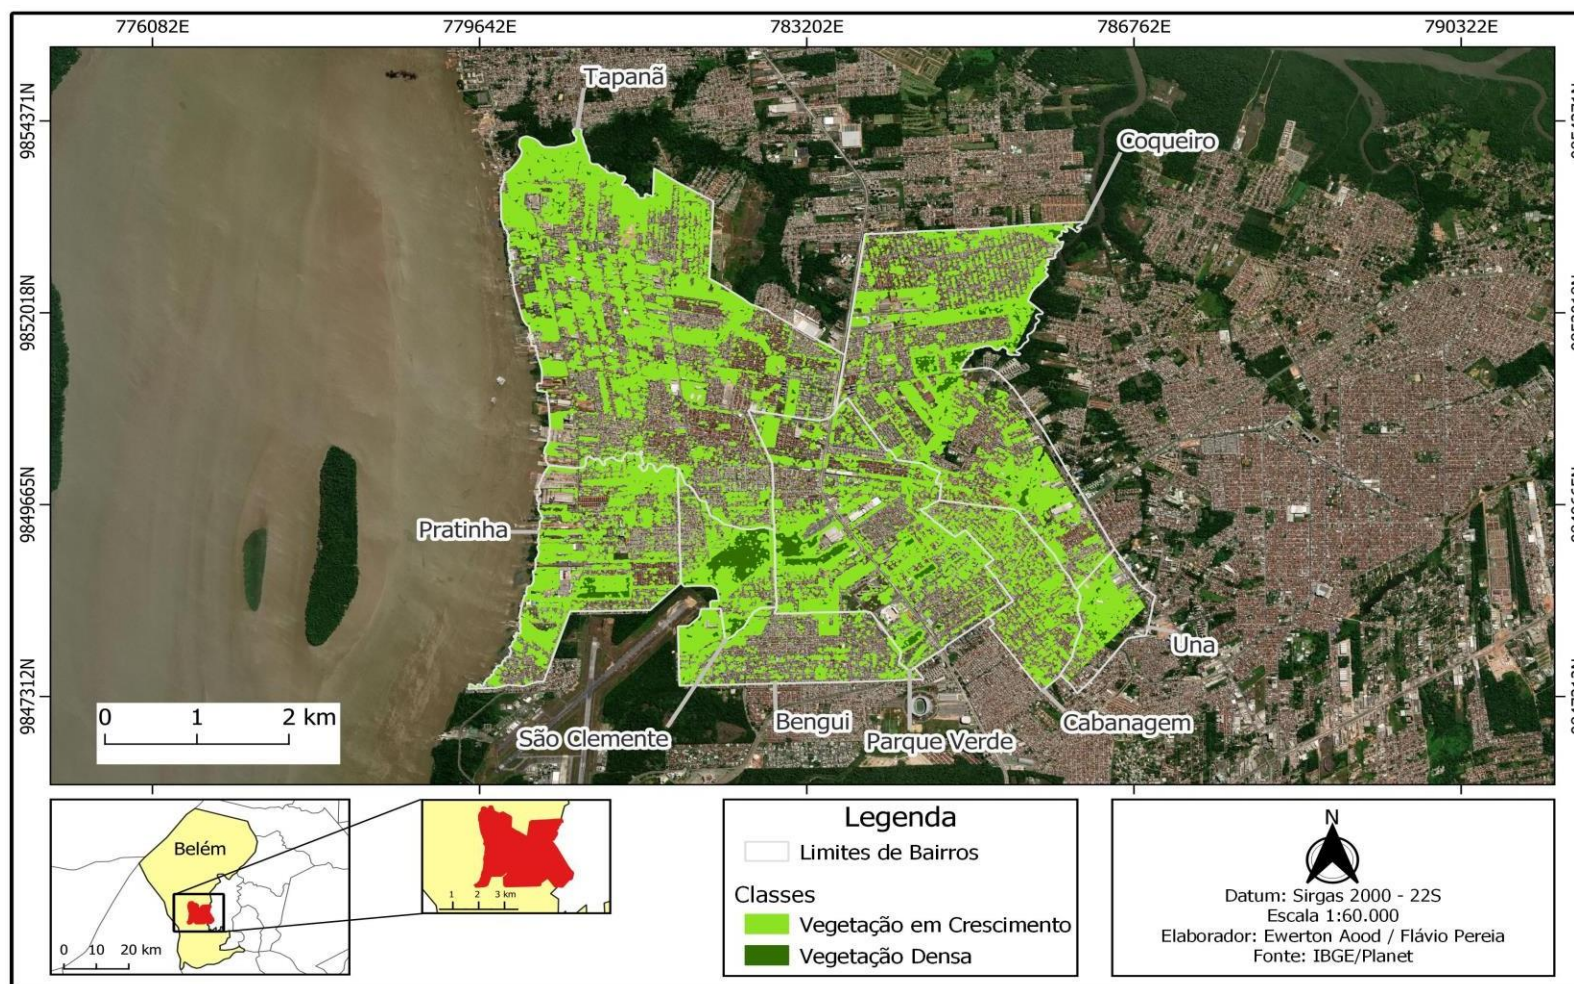 776082E
779642E
783202E
786762E
790322E
9854371N
9852018N
9849665N
9847312N
Tapanã
Coqueiro
Pratinha
Una
São Clemente
Bengui
Parque Verde
Cabanagem
0 1 2 km
Belém
0 10 20 km
1 2 3 km
Legenda
Limites de Bairros
Classes
Vegetação em Crescimento
Vegetação Densa
N
Datum: Sirgas 2000 - 22S
Escala 1:60.000
Elaborador: Ewerton Aood / Flávio Pereia
Fonte: IBGE/Planet